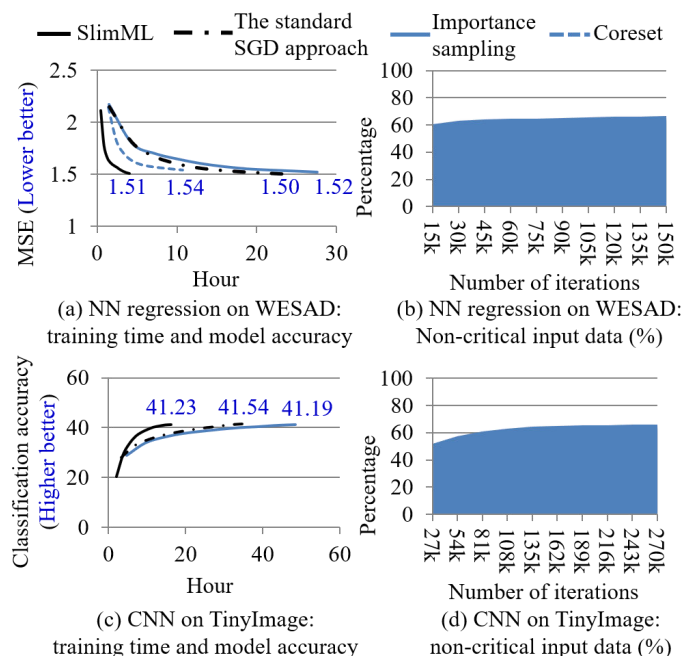 SlimML
The standard SGD approach
Importance sampling
Coreset
2.5
2
1.5
1
MSE (Lower better)
1.51
1.54
1.50
1.52
0
10
20
30
Hour
(a) NN regression on WESAD:
training time and model accuracy
100
80
60
40
20
0
Percentage
15k
30k
45k
60k
75k
90k
105k
120k
135k
150k
Number of iterations
(b) NN regression on WESAD:
Non-critical input data (%)
60
40
20
0
Classification accuracy
(Higher better)
41.23
41.54
41.19
0
20
40
60
Hour
(c) CNN on TinyImage:
training time and model accuracy
100
80
60
40
20
0
Percentage
27k
54k
81k
108k
135k
162k
189k
216k
243k
270k
Number of iterations
(d) CNN on TinyImage:
non-critical input data (%)